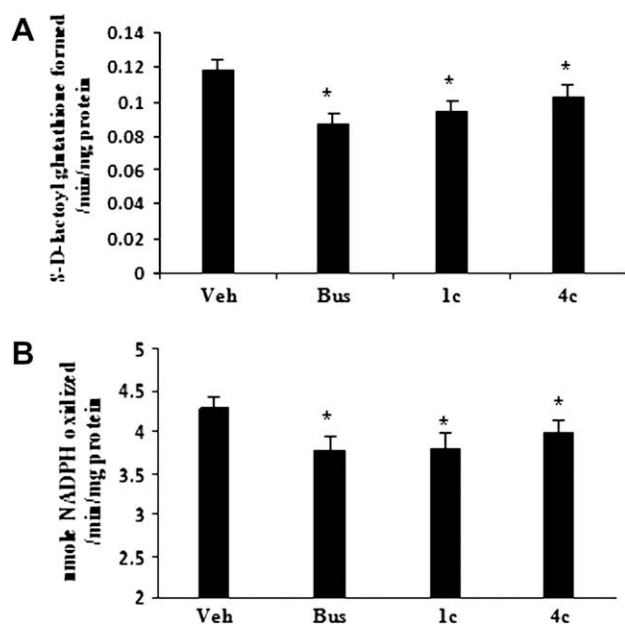 A
S-D-lactoyl glutathione formed
/min/mg protein
0.14
0.12
0.1
0.08
0.06
0.04
0.02
0
* * *
Veh Bus 1c 4c
B
nmole NADPH oxidized
/min/mg protein
5
4.5
4
3.5
3
2.5
2
* * *
Veh Bus 1c 4c